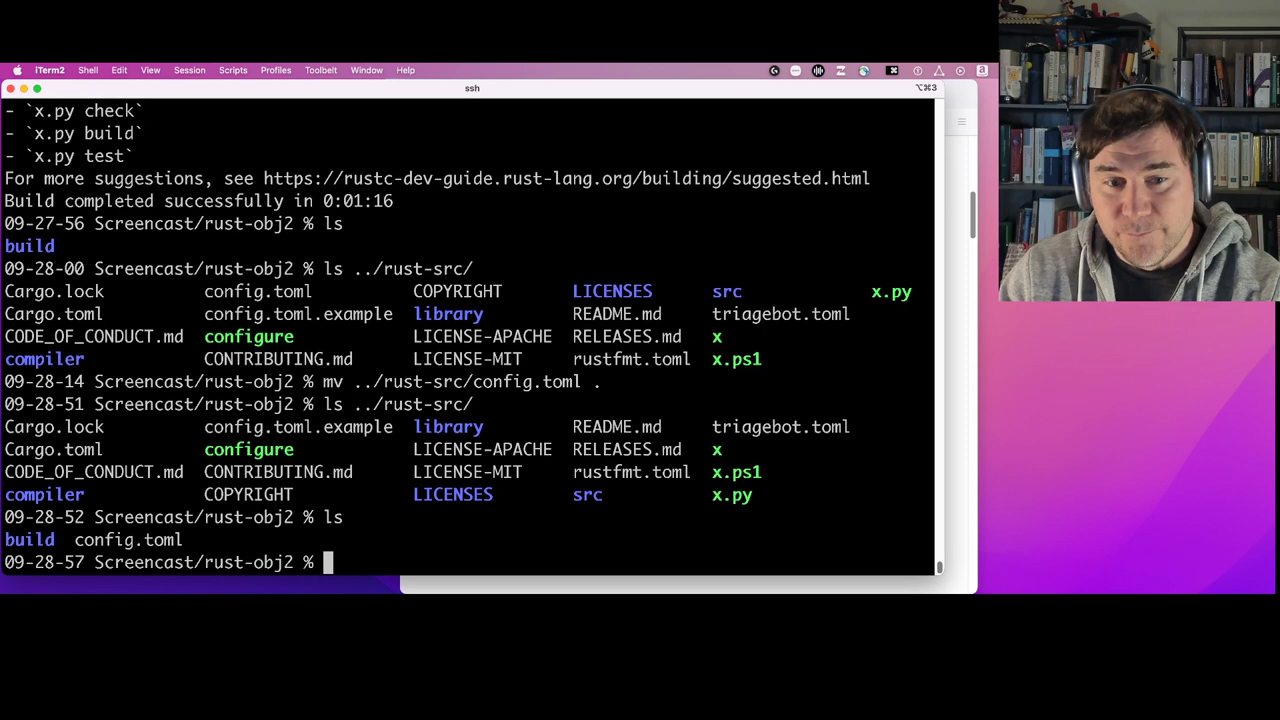 iTerm2 Shell Edit View Session Scripts Profiles Toolbelt Window Help
ssh
⌥⌘3
- `x.py check`
- `x.py build`
- `x.py test`
For more suggestions, see https://rustc-dev-guide.rust-lang.org/building/suggested.html
Build completed successfully in 0:01:16
09-27-56 Screencast/rust-obj2 % ls
build
09-28-00 Screencast/rust-obj2 % ls ../rust-src/
Cargo.lock config.toml COPYRIGHT LICENSES src x.py
Cargo.toml config.toml.example library README.md triagebot.toml
CODE_OF_CONDUCT.md configure LICENSE-APACHE RELEASES.md x
compiler CONTRIBUTING.md LICENSE-MIT rustfmt.toml x.ps1
09-28-14 Screencast/rust-obj2 % mv ../rust-src/config.toml .
09-28-51 Screencast/rust-obj2 % ls ../rust-src/
Cargo.lock config.toml.example library README.md triagebot.toml
Cargo.toml configure LICENSE-APACHE RELEASES.md x
CODE_OF_CONDUCT.md CONTRIBUTING.md LICENSE-MIT rustfmt.toml x.ps1
compiler COPYRIGHT LICENSES src x.py
09-28-52 Screencast/rust-obj2 % ls
build config.toml
09-28-57 Screencast/rust-obj2 %